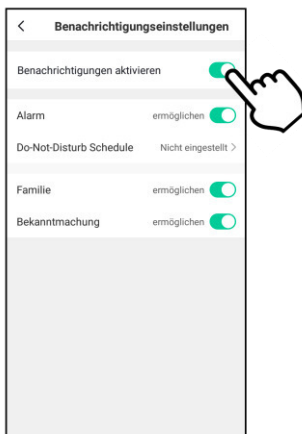 Benachrichtigungseinstellungen
Benachrichtigungen aktivieren
Alarm ermöglichen
Do-Not-Disturb Schedule Nicht eingestellt >
Familie ermöglichen
Bekanntmachung ermöglichen